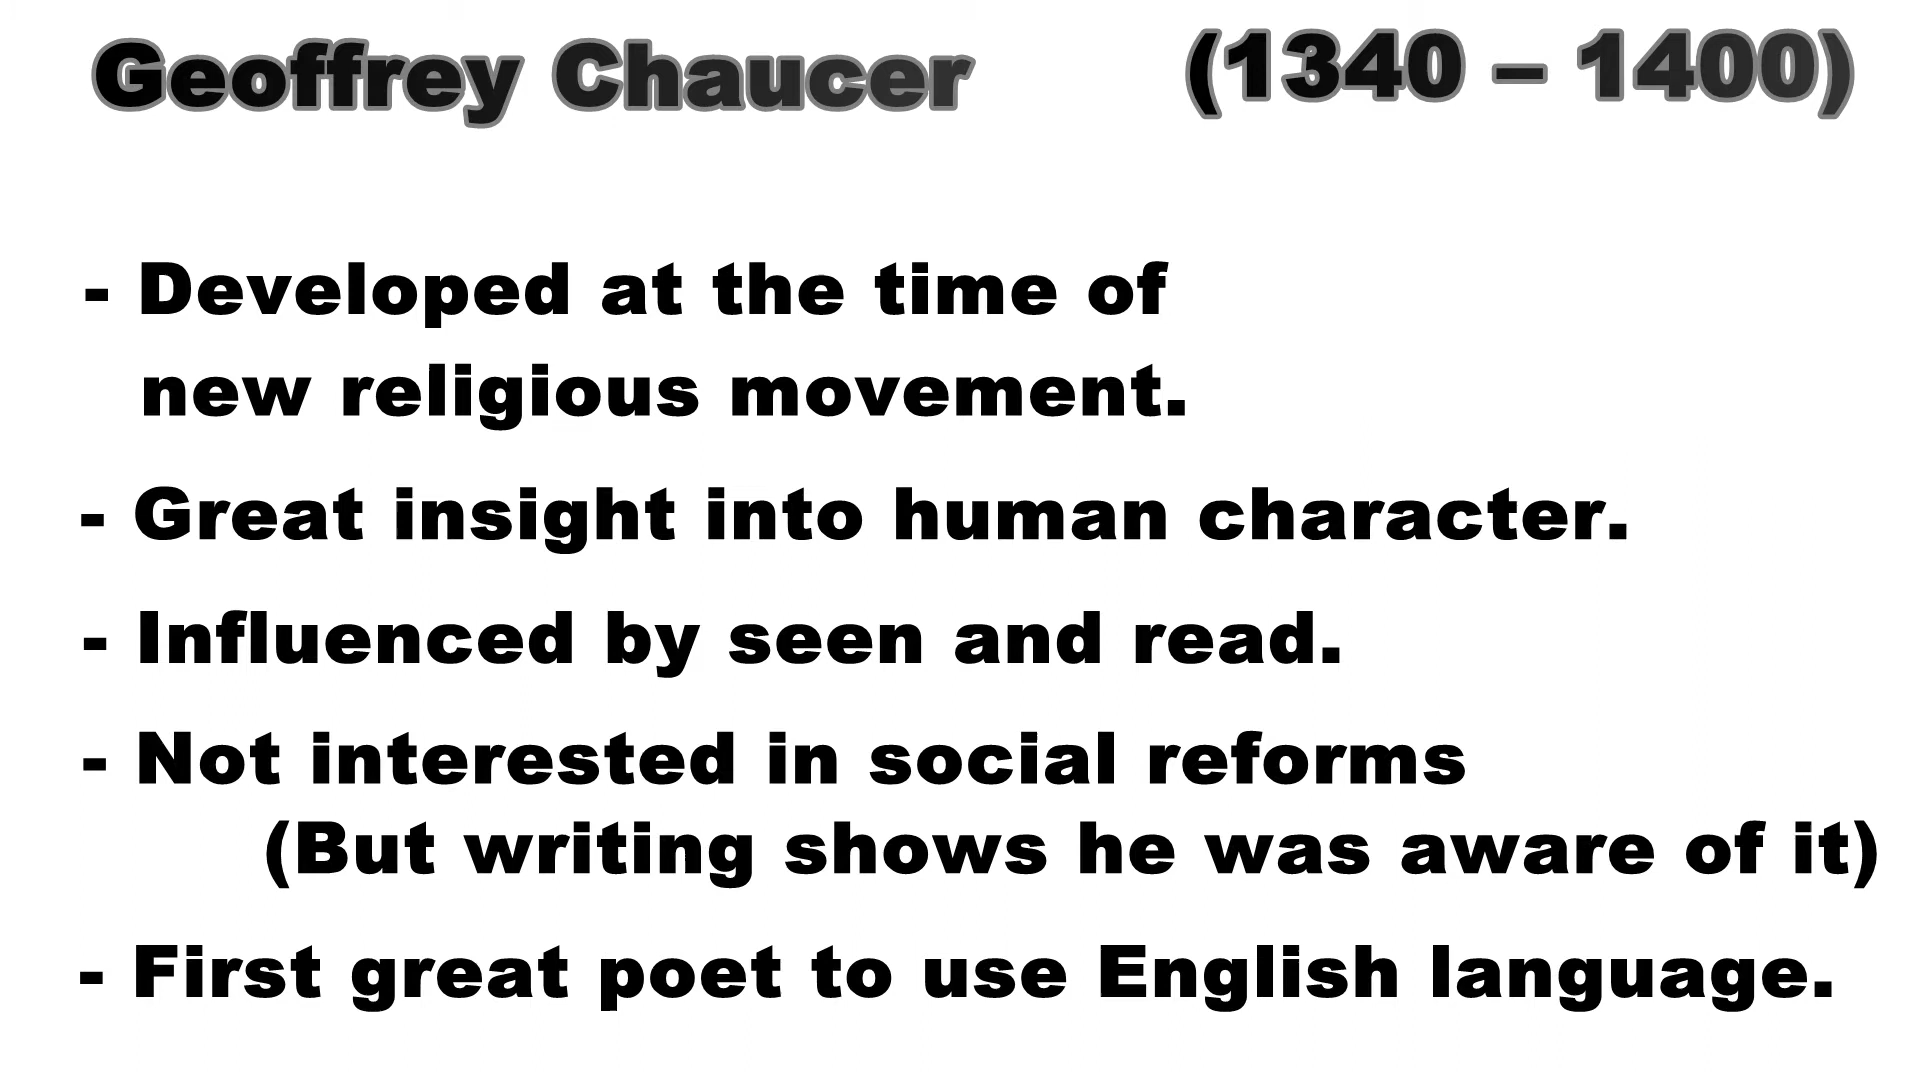 Geoffrey Chaucer (1340 – 1400)
- Developed at the time of
new religious movement.
- Great insight into human character.
- Influenced by seen and read.
- Not interested in social reforms
(But writing shows he was aware of it)
- First great poet to use English language.